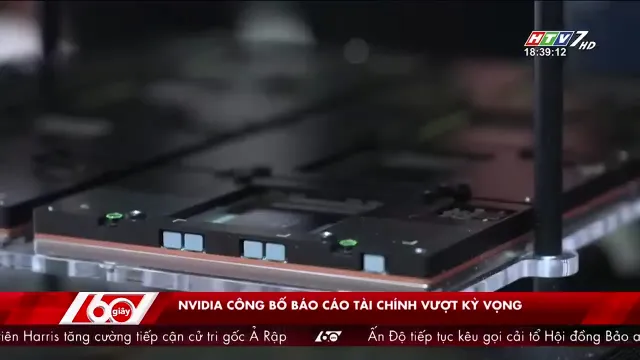 HTV7 HD
18:39:12
60 giây
NVIDIA CÔNG BỐ BÁO CÁO TÀI CHÍNH VƯỢT KỲ VỌNG
iên Harris tăng cường tiếp cận cử tri gốc Ả Rập 60 Ấn Độ tiếp tục kêu gọi cải tổ Hội đồng Bảo